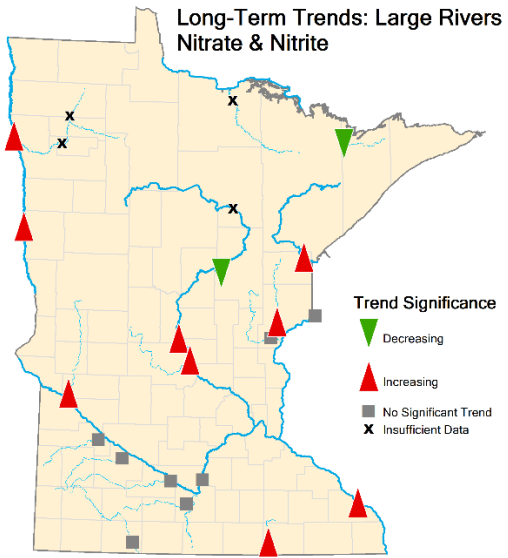 Long-Term Trends: Large Rivers
Nitrate & Nitrite
Trend Significance
Decreasing
Increasing
No Significant Trend
x Insufficient Data